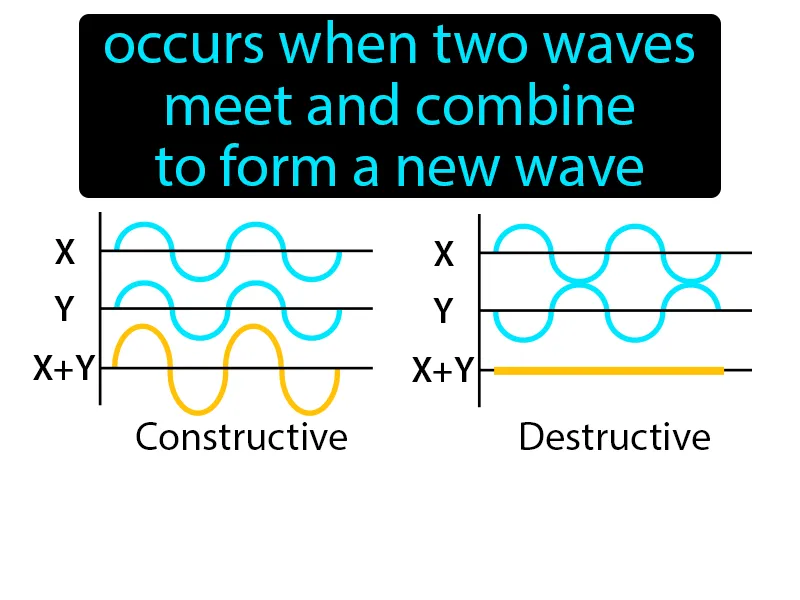 occurs when two waves
meet and combine
to form a new wave
X
Y
X+Y
Constructive
X
Y
X+Y
Destructive